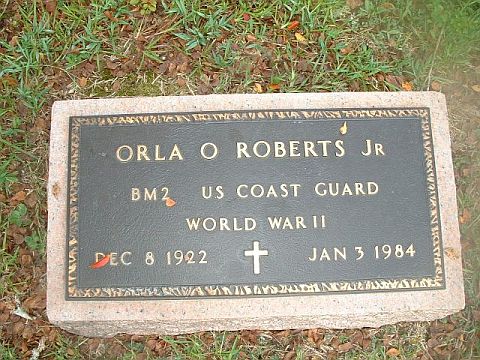 ORLA O ROBERTS JR
BM2 US COAST GUARD
WORLD WAR II
DEC 8 1922 JAN 3 1984